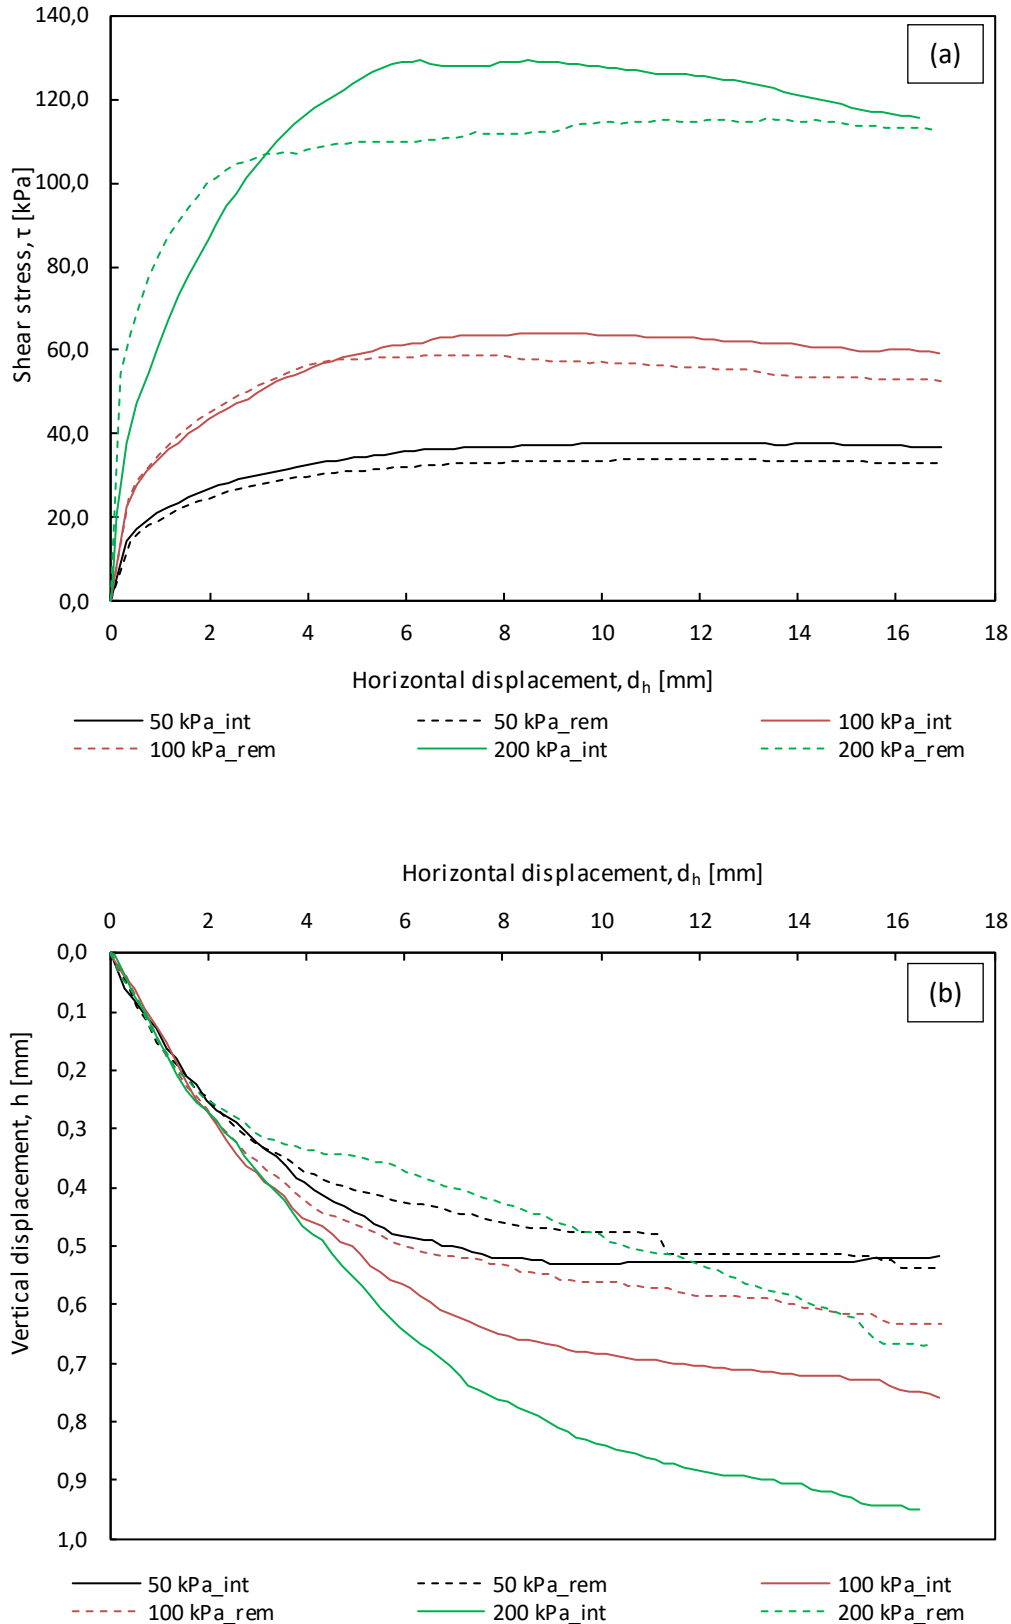 140,0
(a)
120,0
100,0
80,0
60,0
40,0
20,0
0,0
Shear stress, τ [kPa]
0 2 4 6 8 10 12 14 16 18
Horizontal displacement, dₕ [mm]
50 kPa_int 50 kPa_rem 100 kPa_int
100 kPa_rem 200 kPa_int 200 kPa_rem
Horizontal displacement, dₕ [mm]
0 2 4 6 8 10 12 14 16 18
0,0
(b)
0,1
0,2
0,3
0,4
0,5
0,6
0,7
0,8
0,9
1,0
Vertical displacement, h [mm]
50 kPa_int 50 kPa_rem 100 kPa_int
100 kPa_rem 200 kPa_int 200 kPa_rem